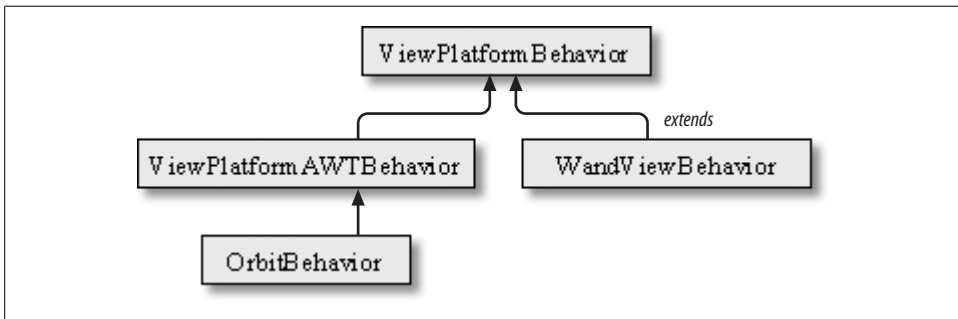 ViewPlatformBehavior
extends
ViewPlatformAWTBehavior
WandViewBehavior
OrbitBehavior